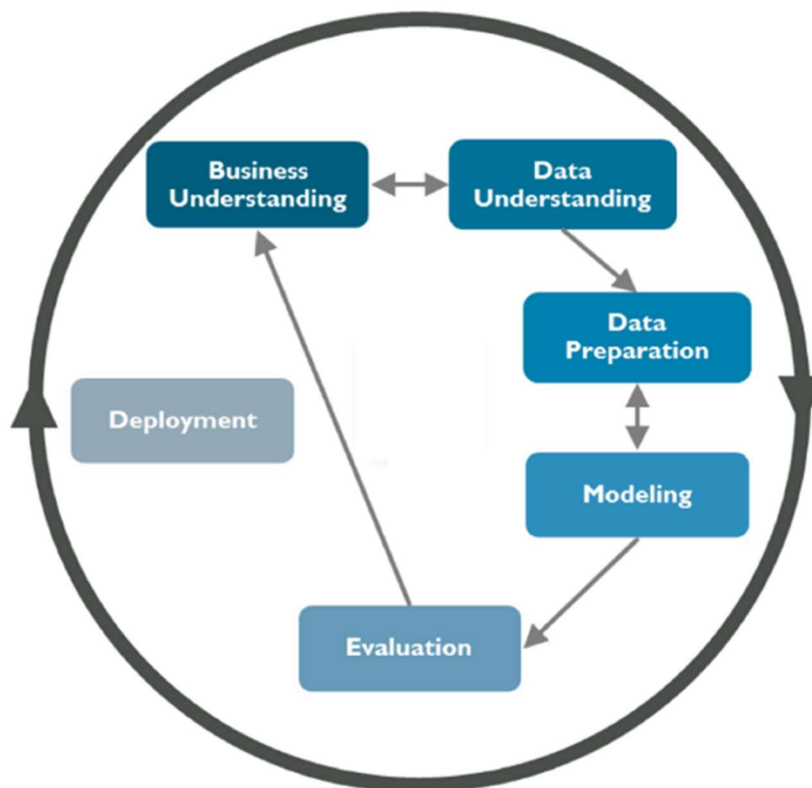 Business
Understanding
Data
Understanding
Data
Preparation
Deployment
Modeling
Evaluation